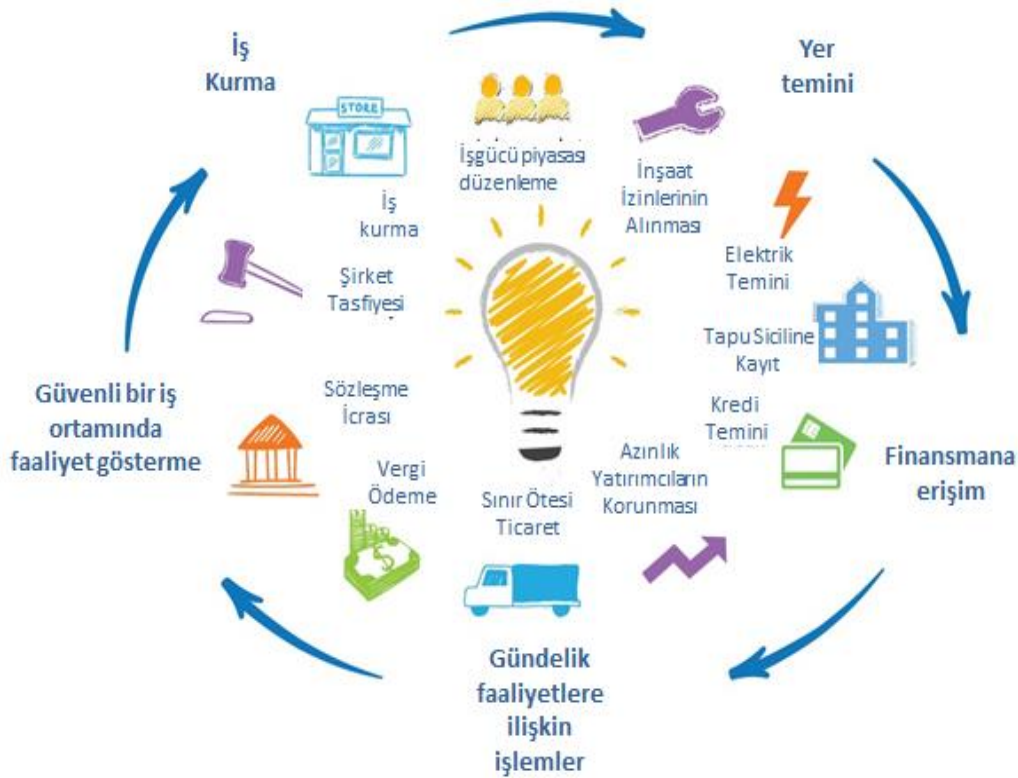 İş
Kurma
Yer
temini
STORE
İşgücü piyasası
düzenleme
İnşaat
İzinlerinin
Alınması
İş
kurma
Elektrik
Temini
Şirket
Tasfiyesi
Tapu Siciline
Kayıt
Güvenli bir iş
ortamında
faaliyet gösterme
Sözleşme
İcrası
Kredi
Temini
Finansmana
erişim
Vergi
Ödeme
Sınır Ötesi
Ticaret
Azınlık
Yatırımcıların
Korunması
$
Gündelik
faaliyetlere
ilişkin
işlemler